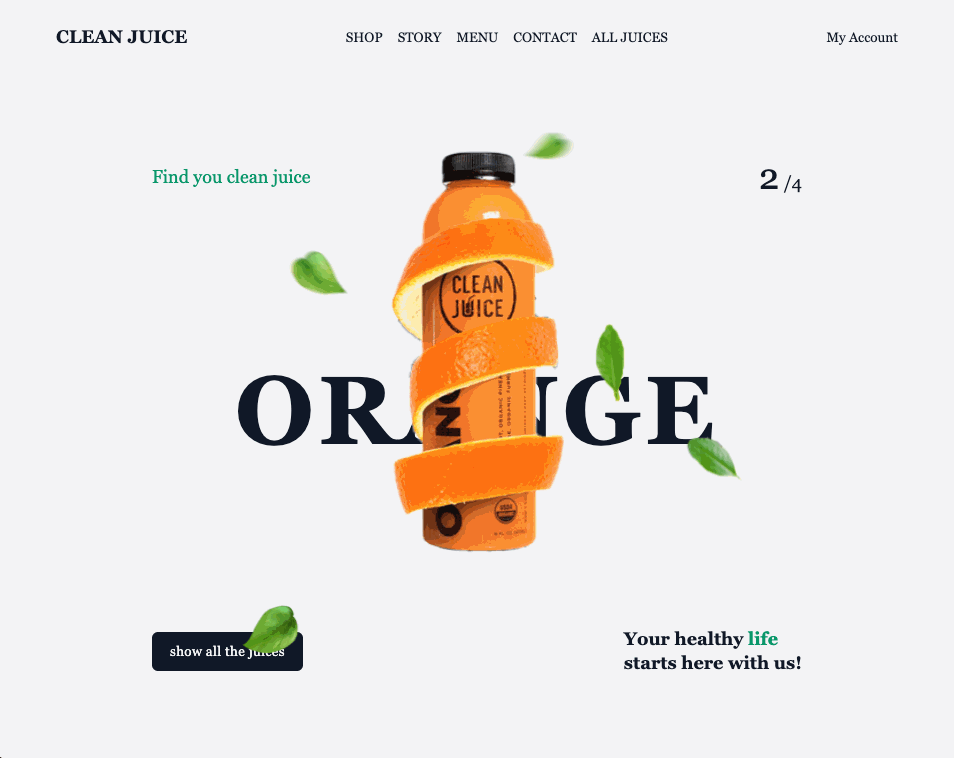 CLEAN JUICE
SHOP STORY MENU CONTACT ALL JUICES
My Account
Find you clean juice
2 /4
CLEAN
JUICE
ORANGE
USDA
show all the juices
Your healthy life
starts here with us!